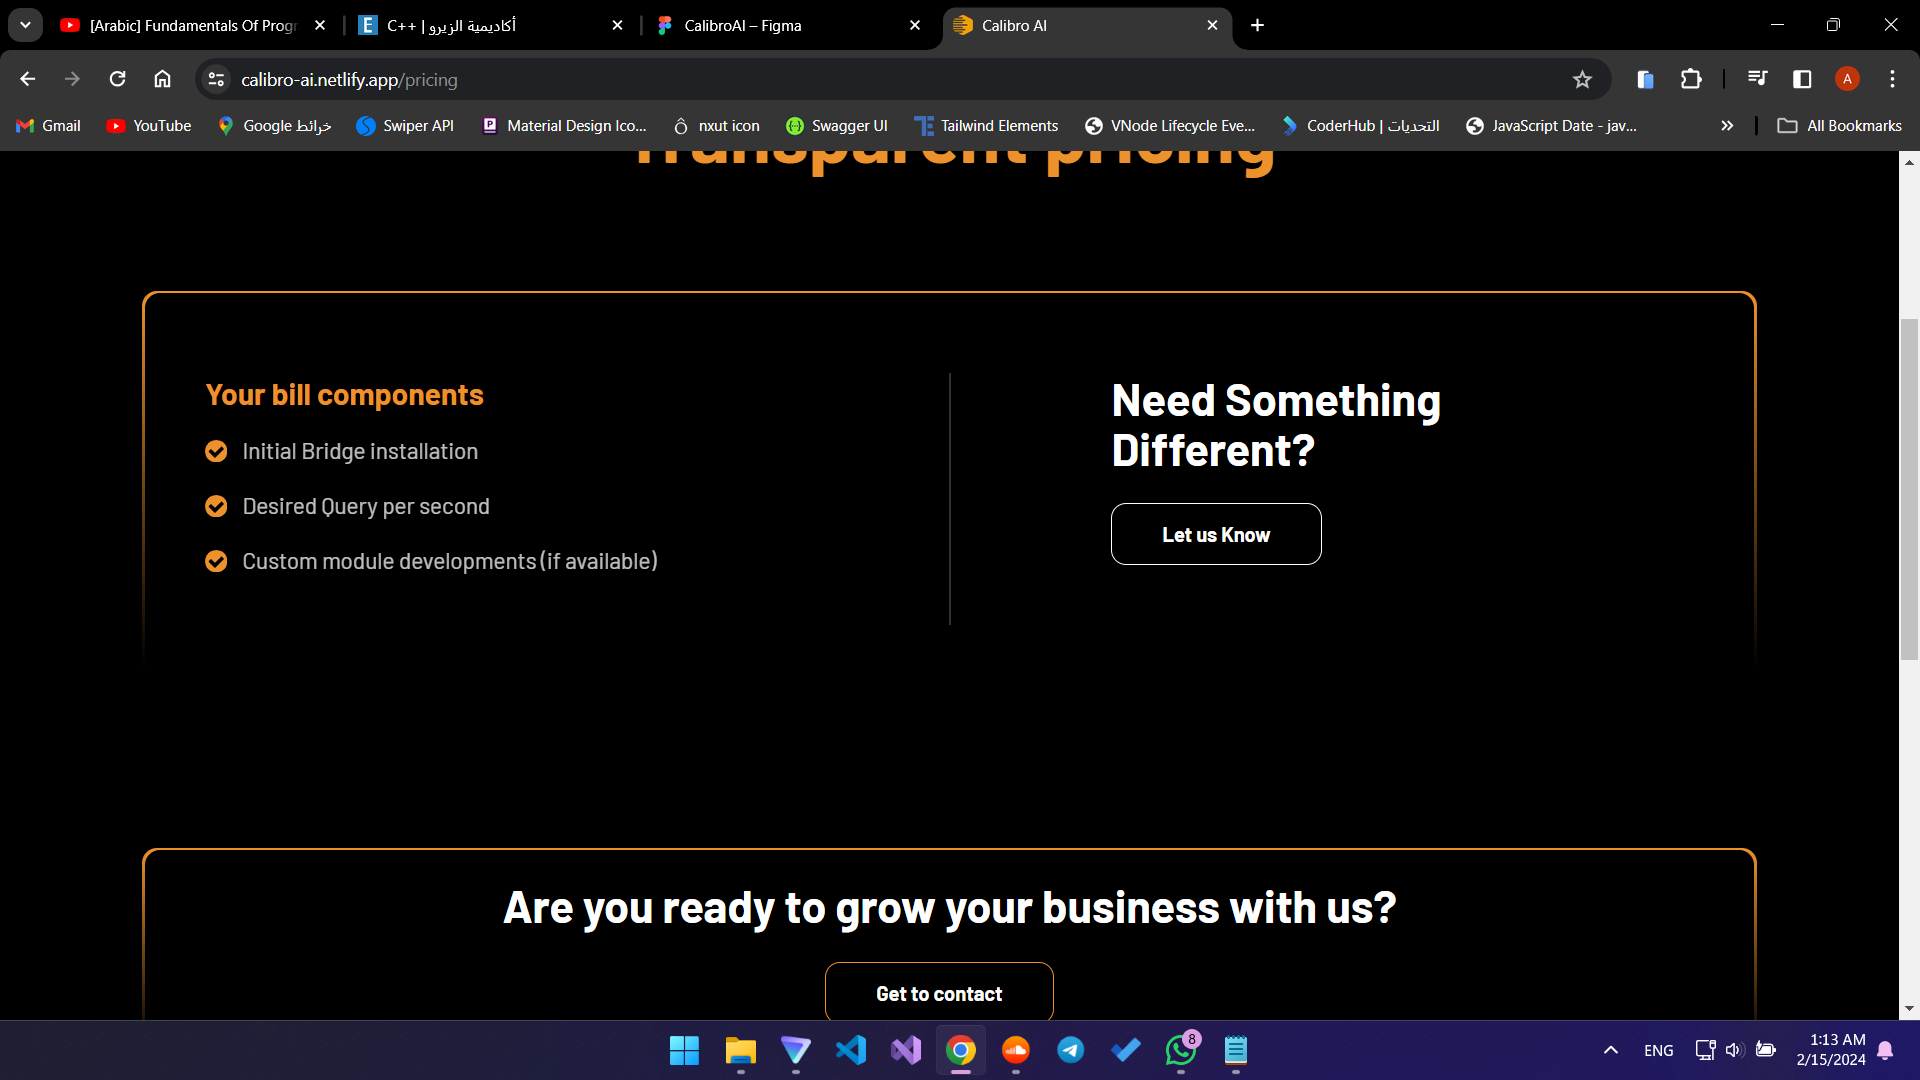 [Arabic] Fundamentals Of Progr
C++ | أكاديمية الزيرو
CalibroAI – Figma
Calibro AI
calibro-ai.netlify.app/pricing
Gmail
YouTube
Google خرائط
Swiper API
Material Design Ico...
nxut icon
Swagger UI
Tailwind Elements
VNode Lifecycle Eve...
CoderHub | التحديات
JavaScript Date - jav...
All Bookmarks
Transparent pricing
Your bill components
Initial Bridge installation
Desired Query per second
Custom module developments (if available)
Need Something
Different?
Let us Know
Are you ready to grow your business with us?
Get to contact
8
ENG
1:13 AM
2/15/2024